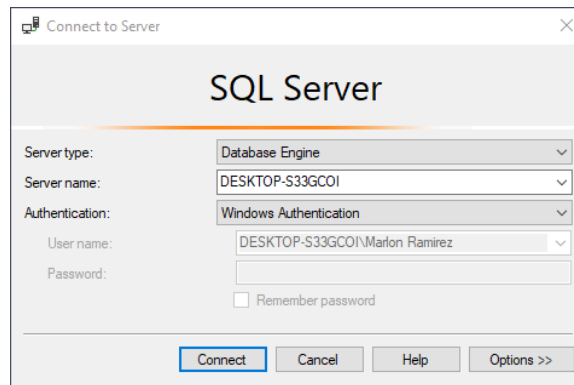 Connect to Server
SQL Server
Server type: Database Engine
Server name: DESKTOP-S33GCOI
Authentication: Windows Authentication
User name: DESKTOP-S33GCOI\Marlon Ramirez
Password:
Remember password
Connect Cancel Help Options >>